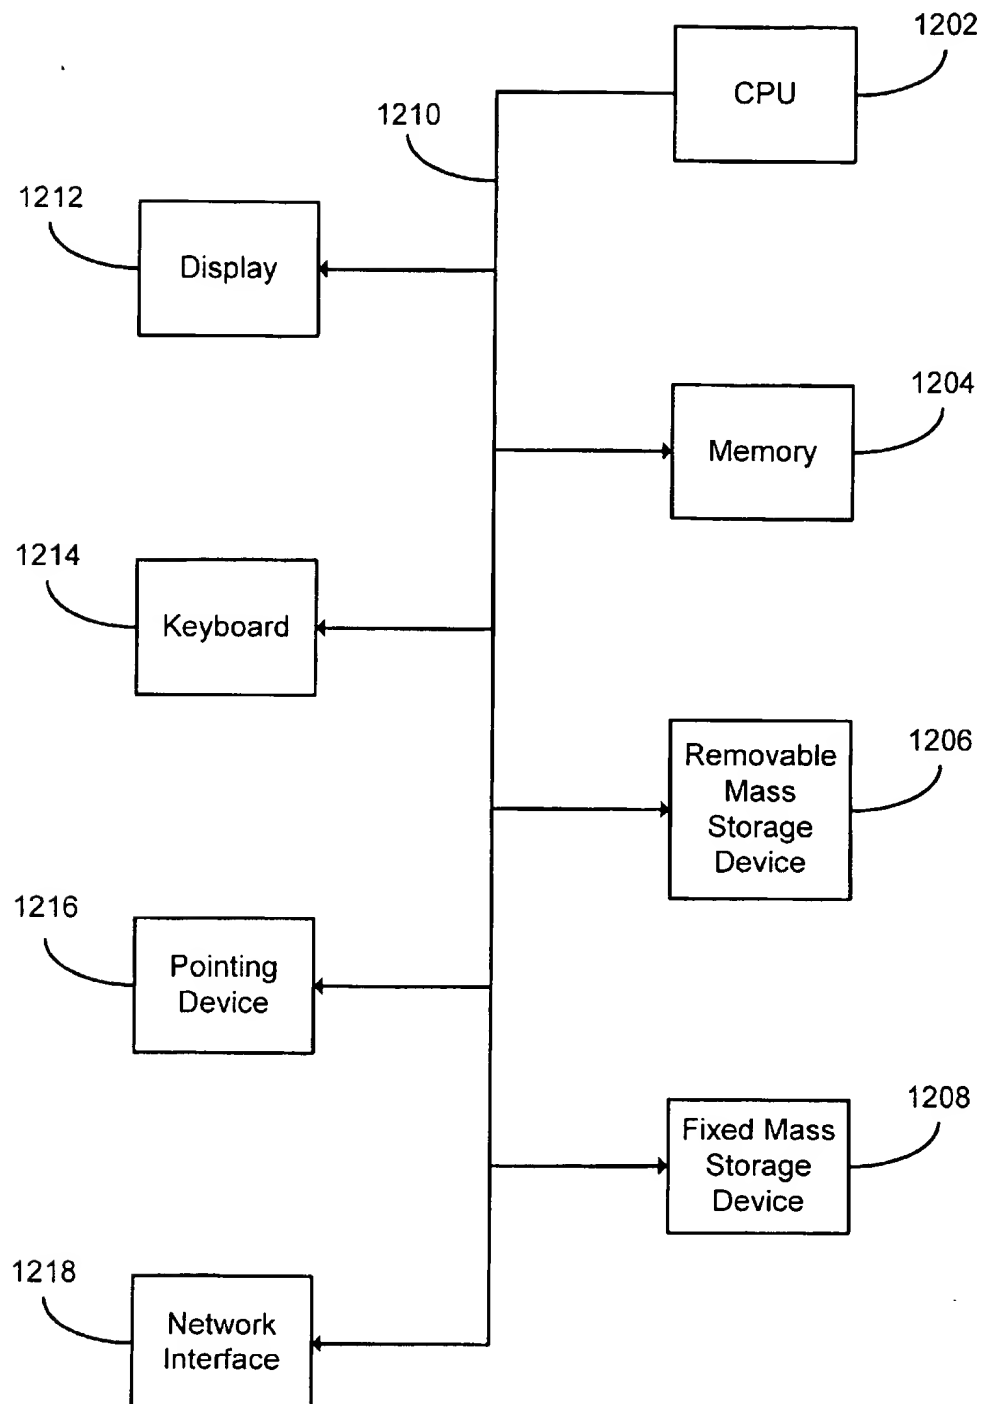 1202
CPU
1210
1212
Display
1204
Memory
1214
Keyboard
1206
Removable
Mass
Storage
Device
1216
Pointing
Device
1208
Fixed Mass
Storage
Device
1218
Network
Interface